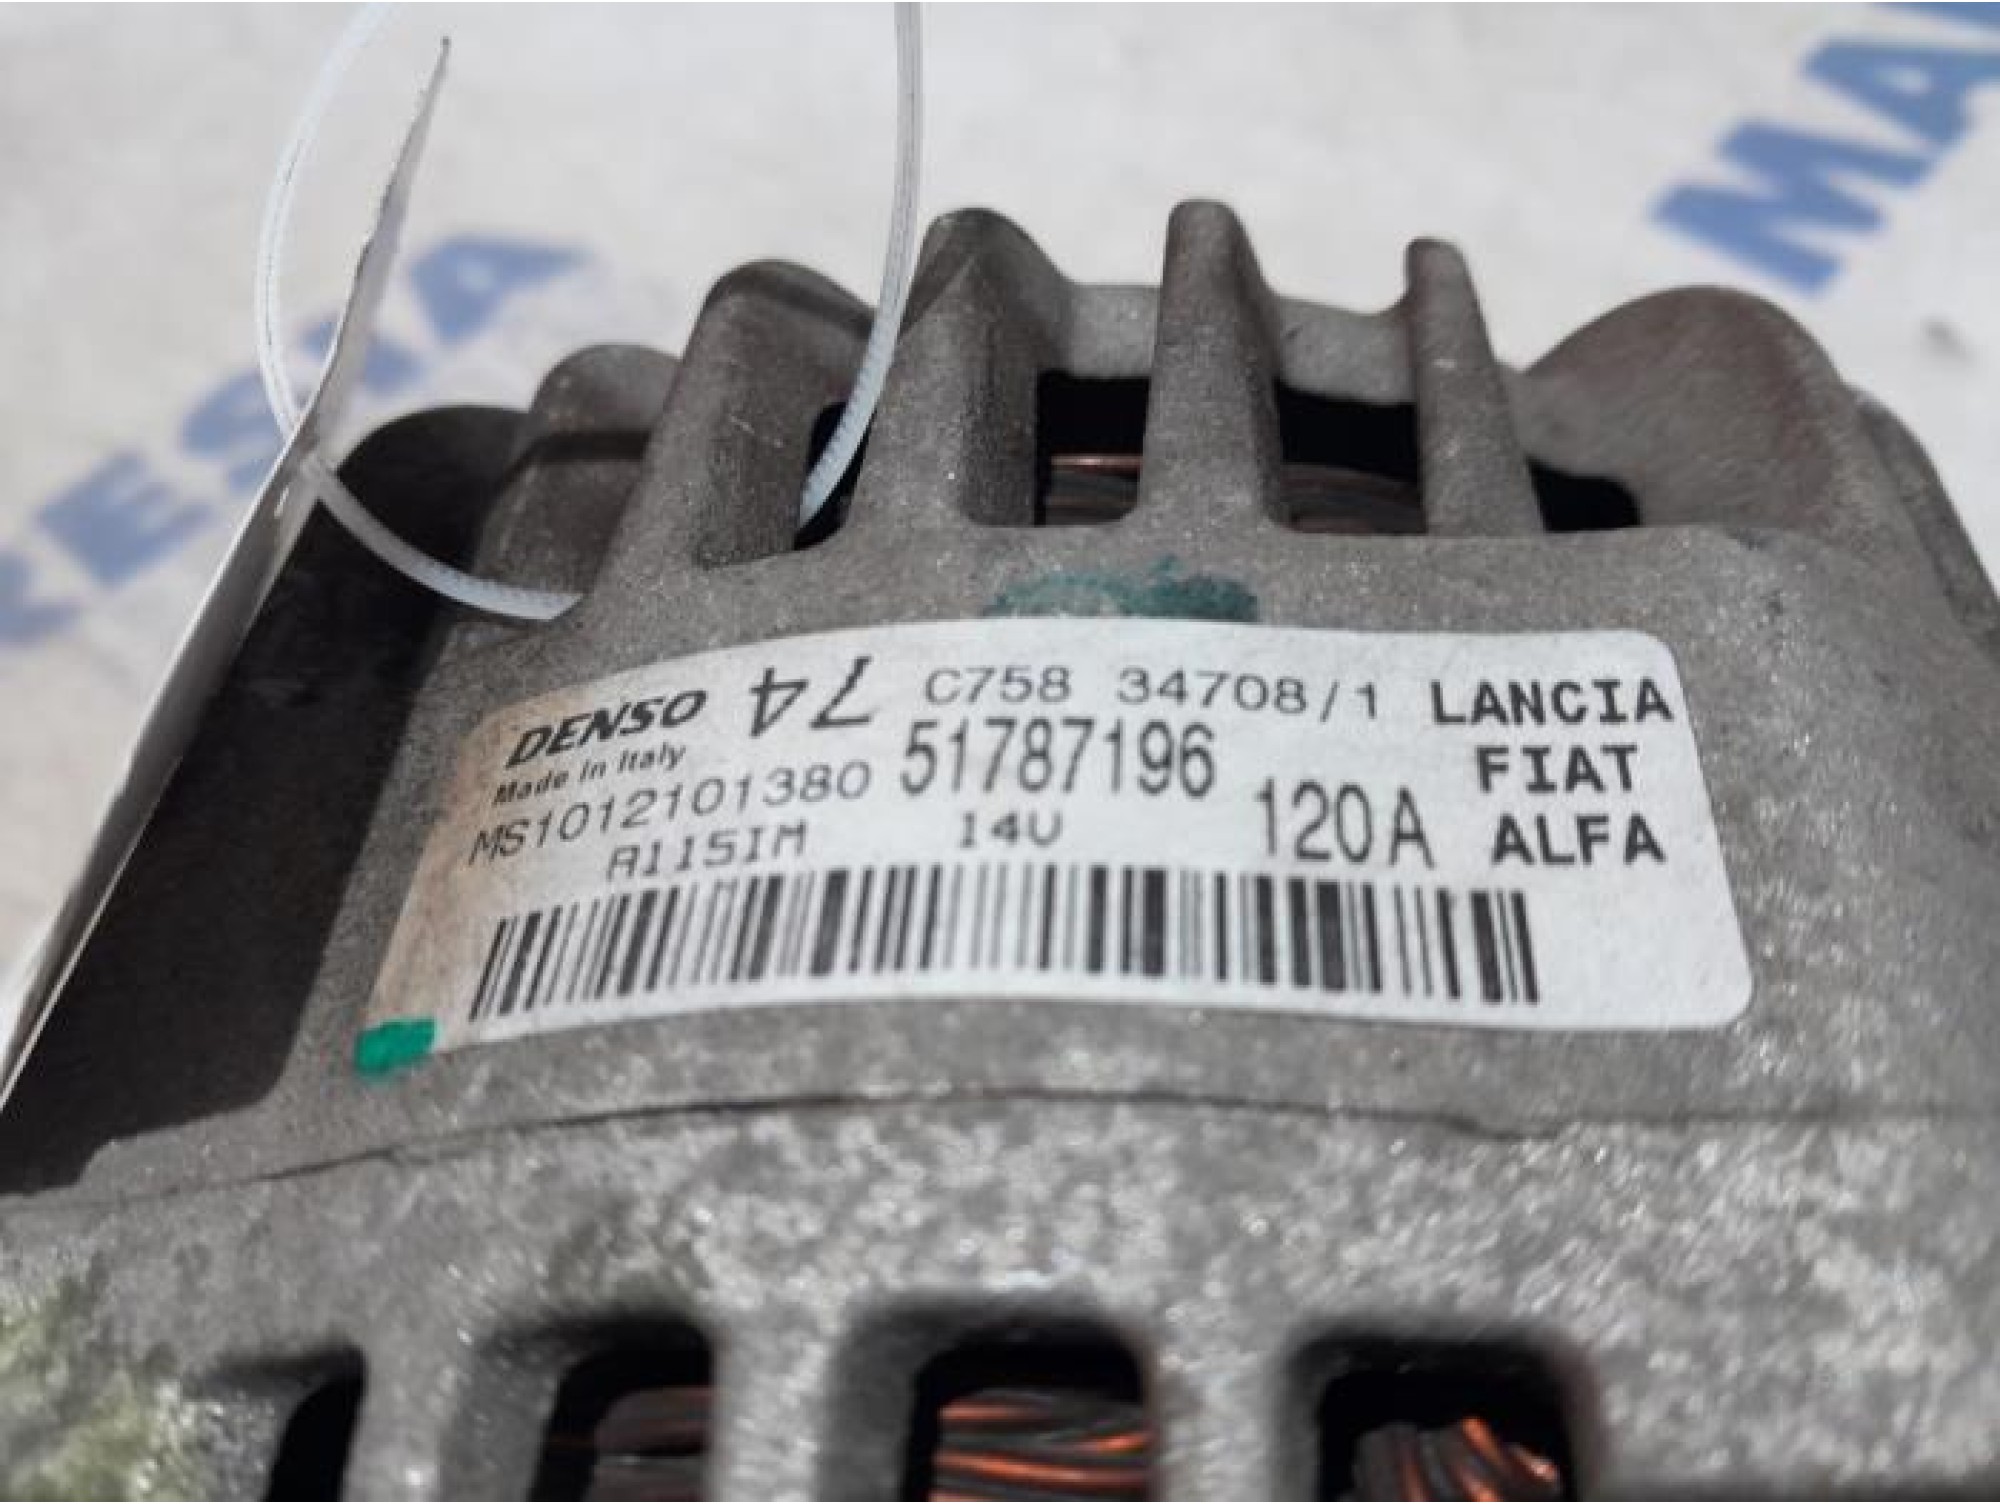 DENSO 74 C758 34708/1 LANCIA
Made in Italy 51787196 FIAT
MS1012101380 120A ALFA
A115IM 14V